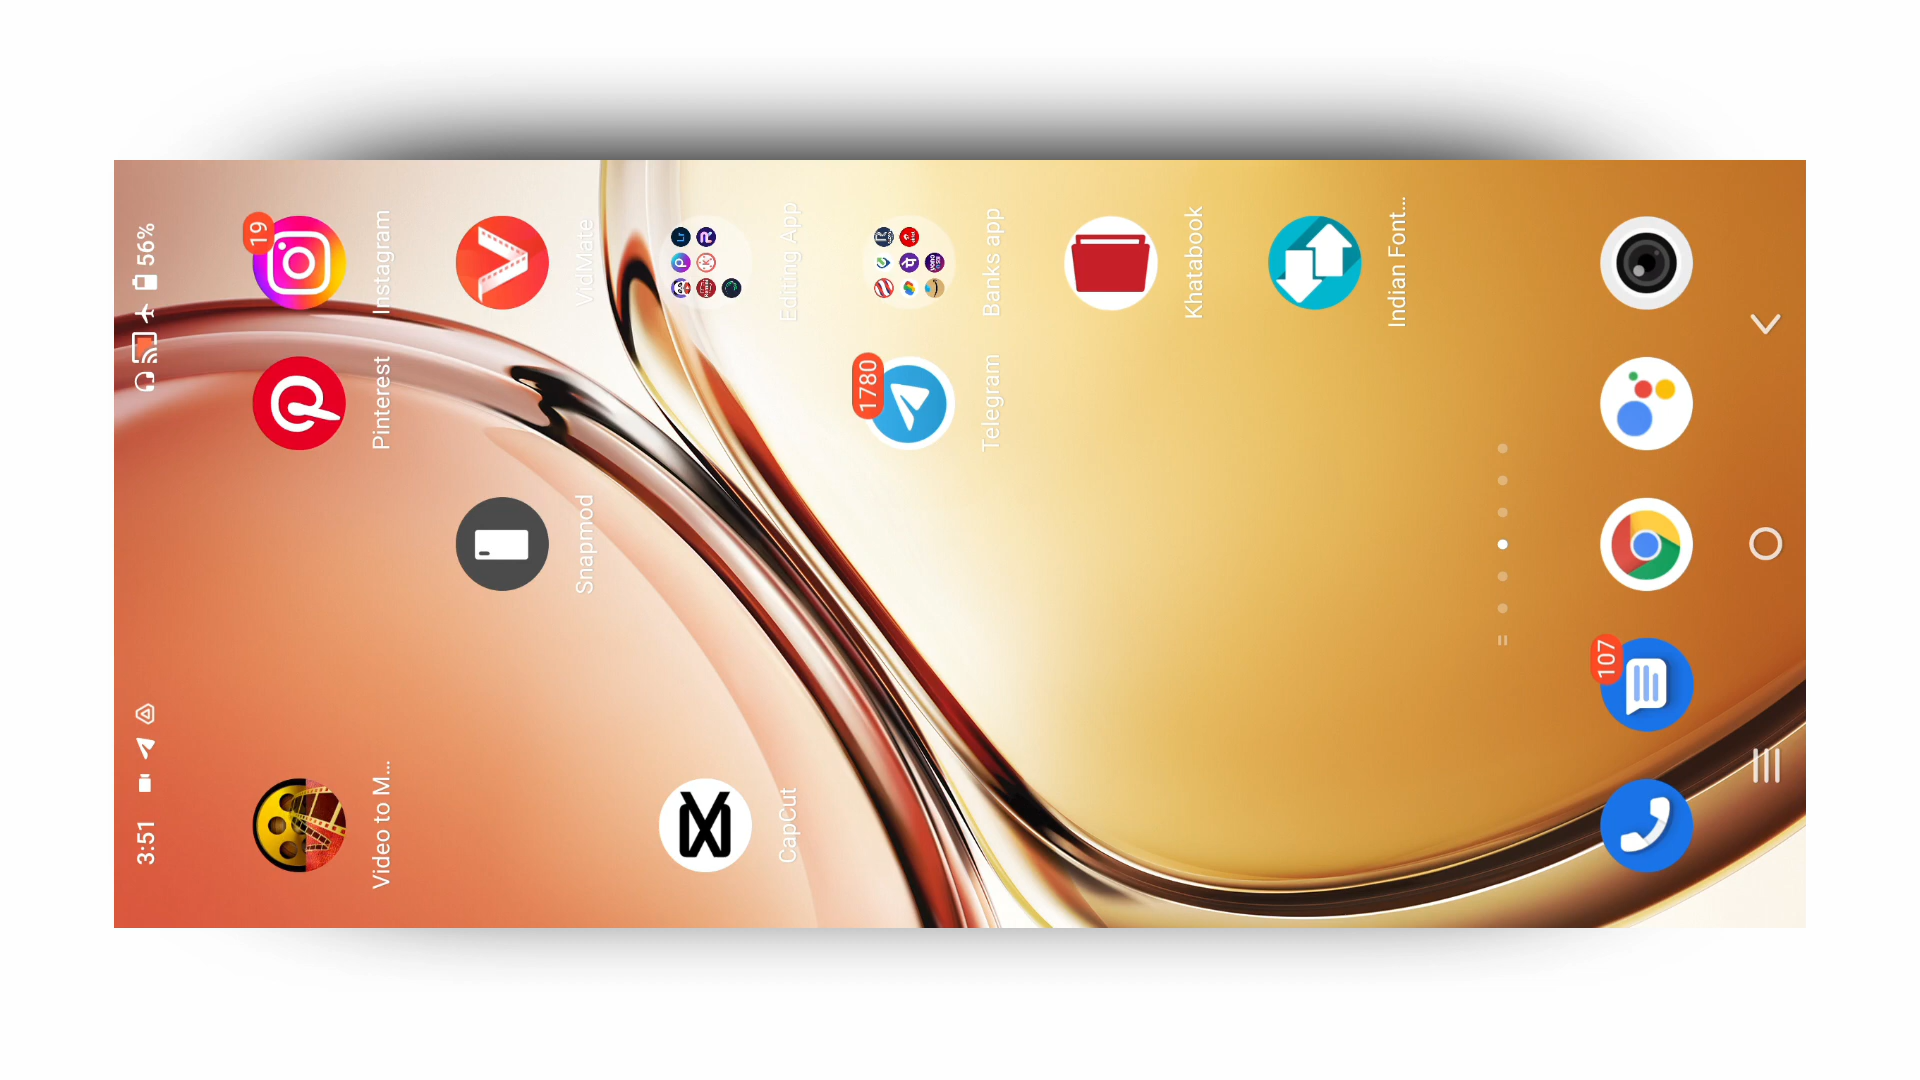 3:51 56%
19
Video to M... Pinterest Instagram
Snapmod VidMate
CapCut Editing App
1780
Telegram Banks app
Khatabook
Indian Font...
107